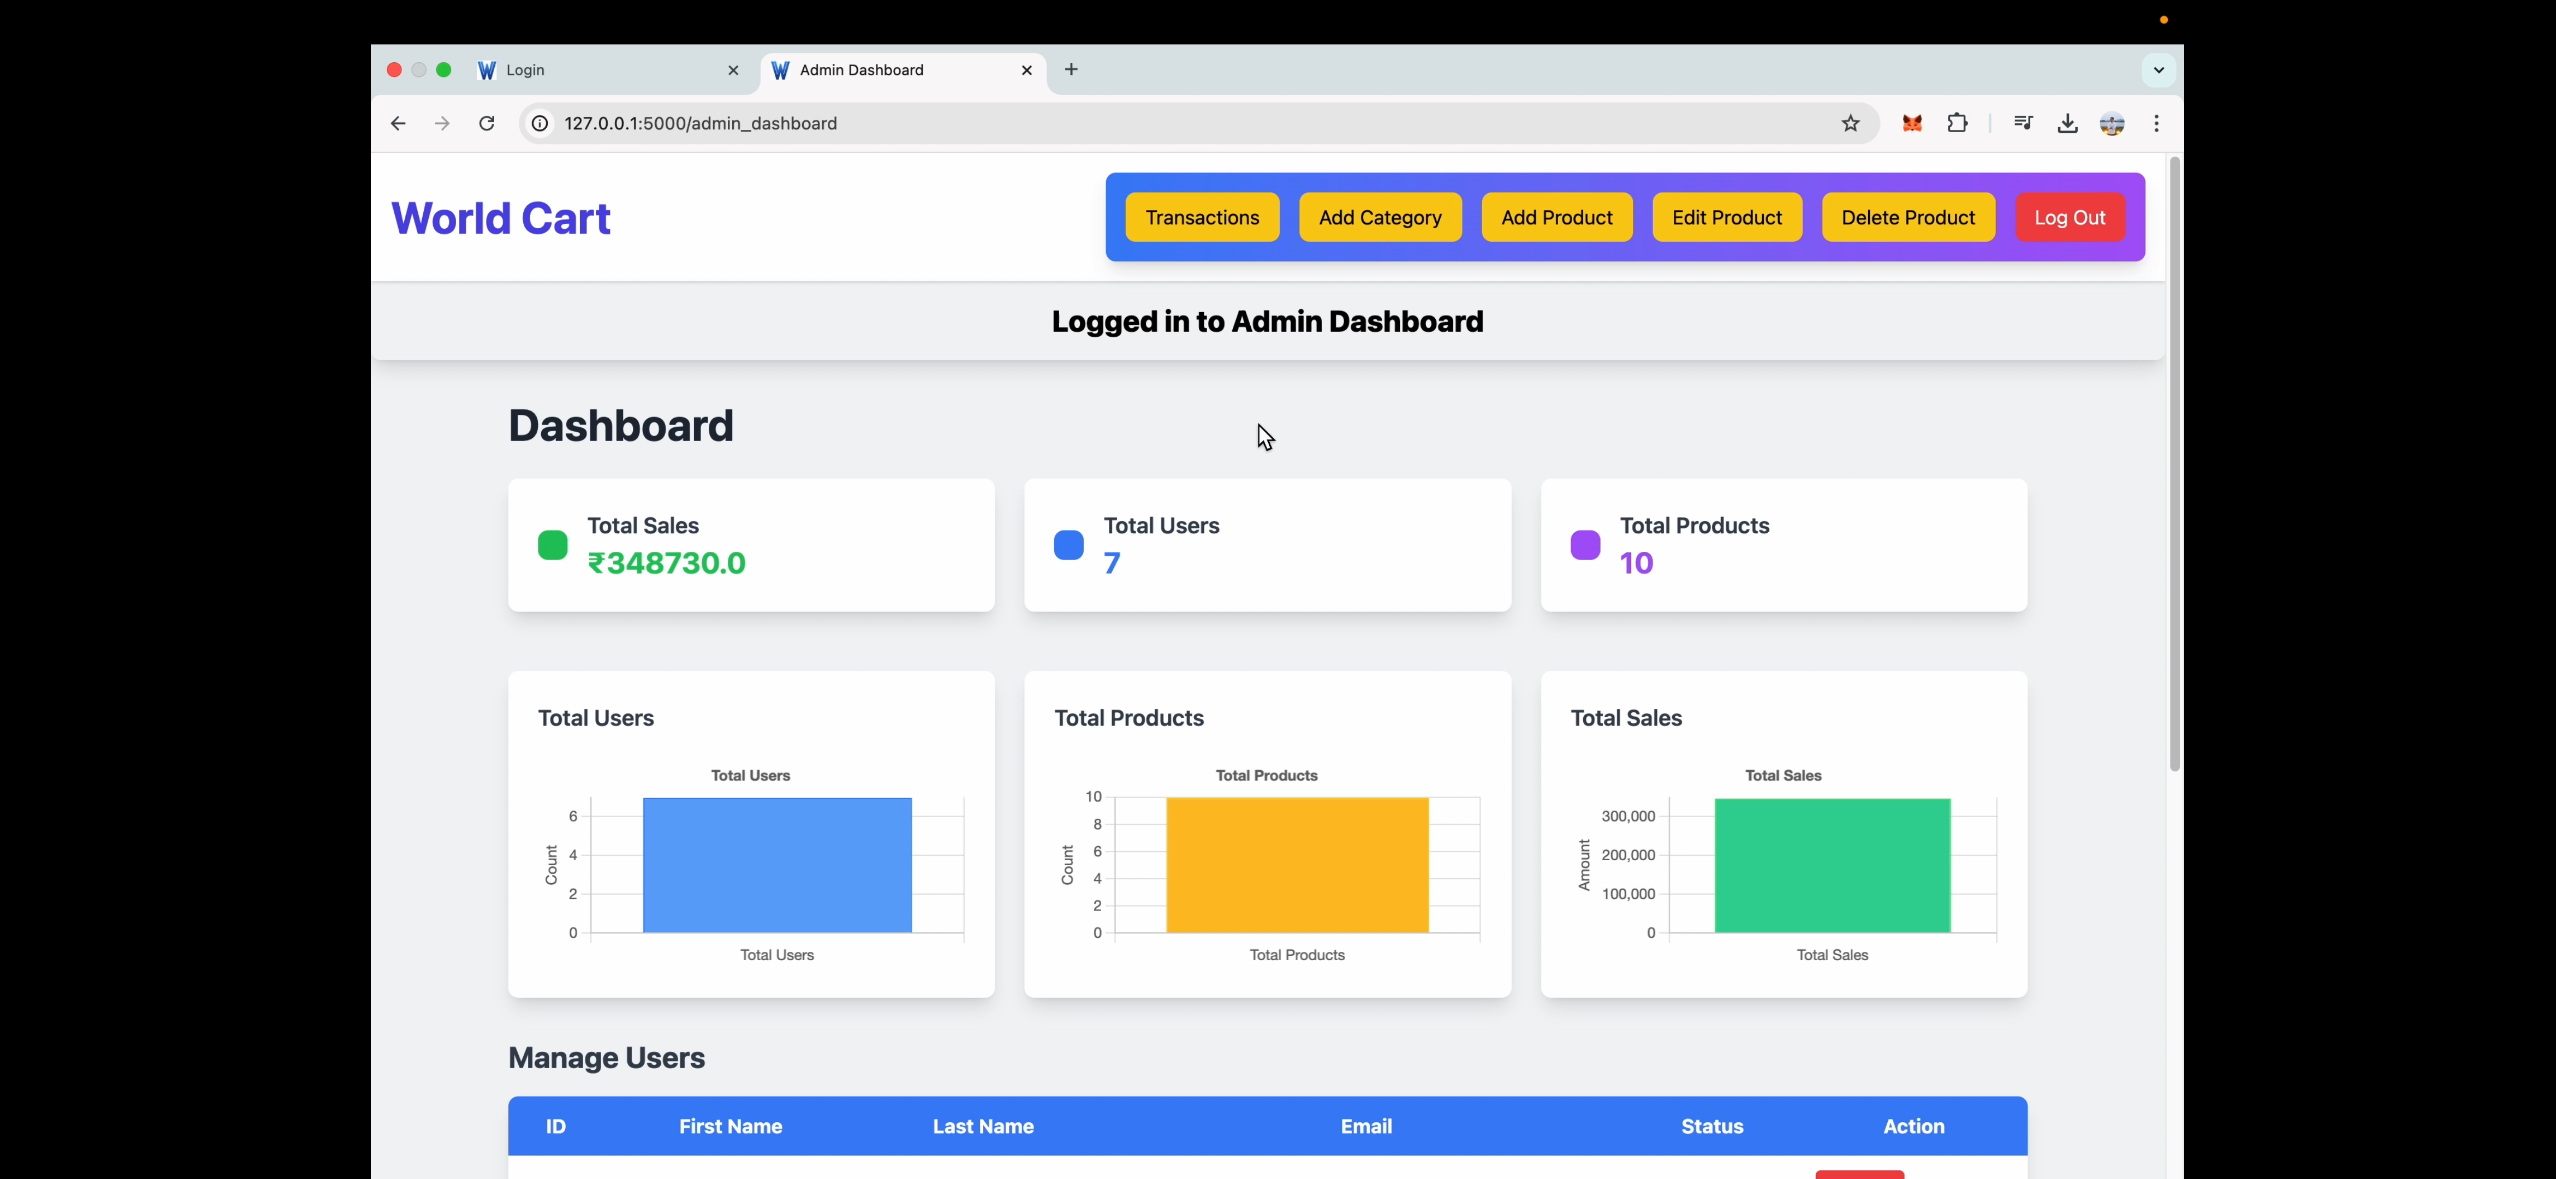 Login
Admin Dashboard
127.0.0.1:5000/admin_dashboard
World Cart
Transactions
Add Category
Add Product
Edit Product
Delete Product
Log Out
Logged in to Admin Dashboard
Dashboard
Total Sales
₹348730.0
Total Users
7
Total Products
10
Total Users
Total Users
6
4
2
0
Count
Total Users
Total Products
Total Products
10
8
6
4
2
0
Count
Total Products
Total Sales
Total Sales
300,000
200,000
100,000
0
Amount
Total Sales
Manage Users
ID First Name Last Name Email Status Action